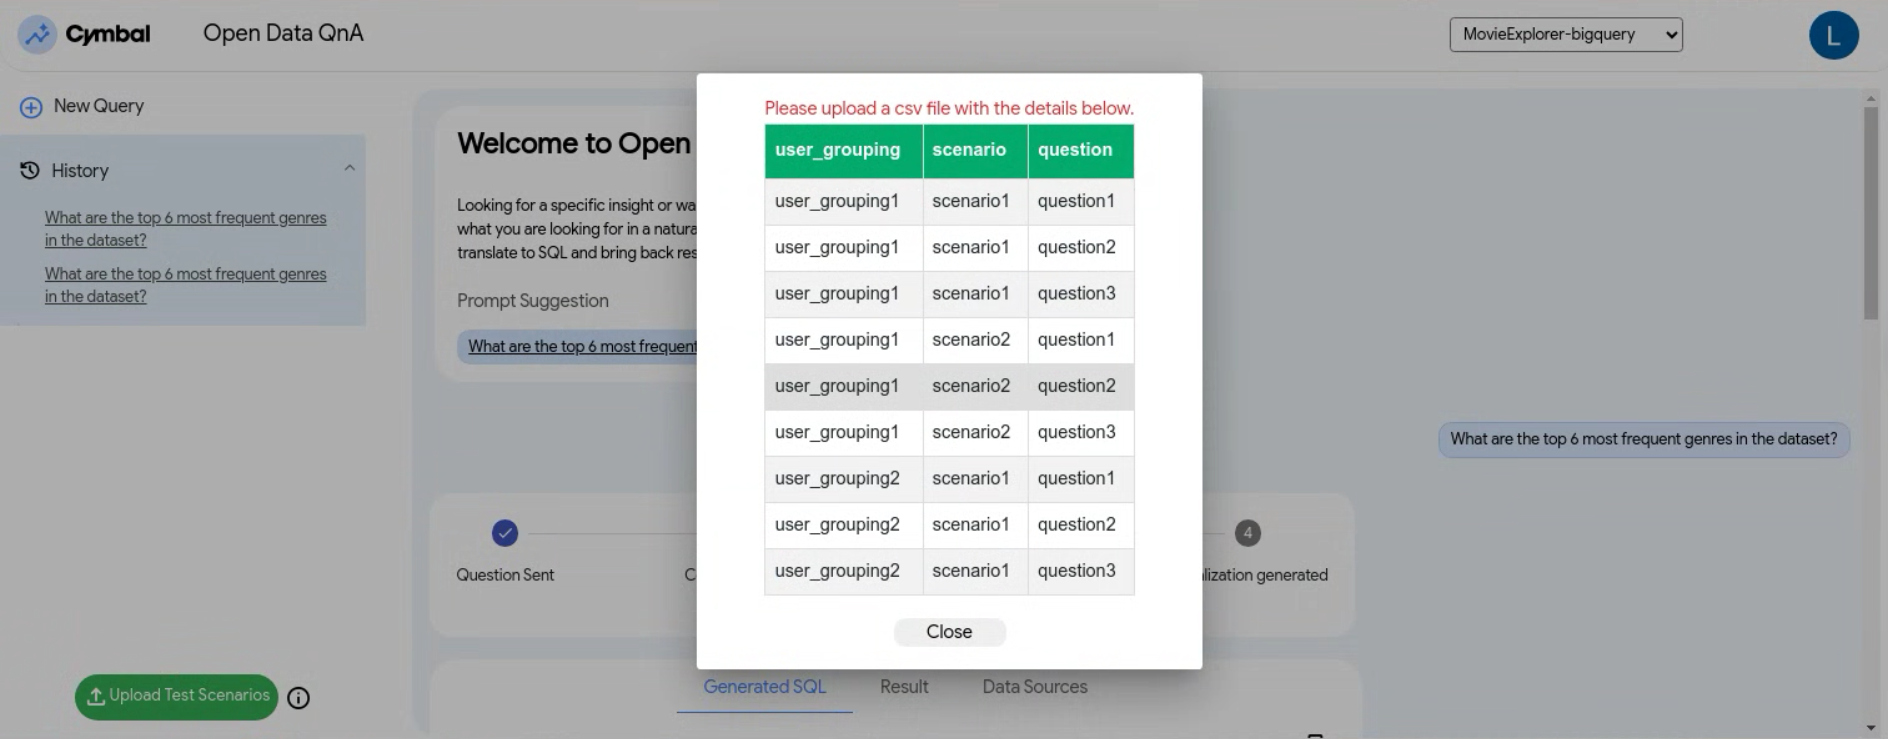 Cymbal
Open Data QnA
MovieExplorer-bigquery
L
New Query
History
What are the top 6 most frequent genres
in the dataset?
What are the top 6 most frequent genres
in the dataset?
Upload Test Scenarios
Welcome to Open
Looking for a specific insight or wa
what you are looking for in a natura
translate to SQL and bring back res
Prompt Suggestion
What are the top 6 most frequent
Please upload a csv file with the details below.
user_grouping scenario question
user_grouping1 scenario1 question1
user_grouping1 scenario1 question2
user_grouping1 scenario1 question3
user_grouping1 scenario2 question1
user_grouping1 scenario2 question2
user_grouping1 scenario2 question3
user_grouping2 scenario1 question1
user_grouping2 scenario1 question2
user_grouping2 scenario1 question3
Close
What are the top 6 most frequent genres in the dataset?
4
Question Sent
C
lization generated
Generated SQL Result Data Sources